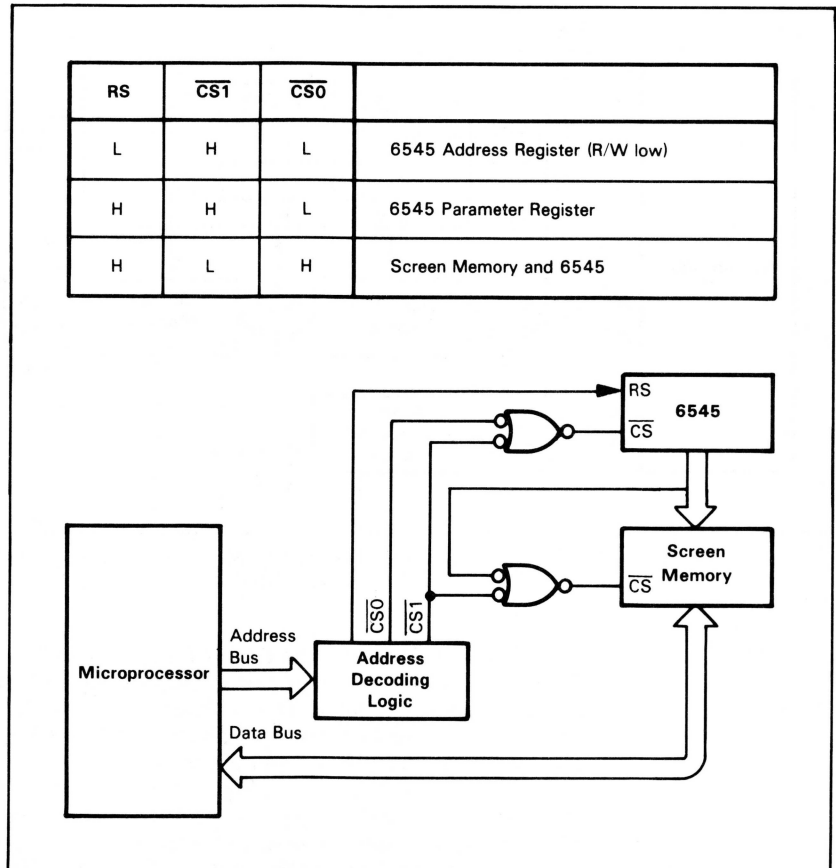 RS CS1 CS0
L H L 6545 Address Register (R/W low)
H H L 6545 Parameter Register
H L H Screen Memory and 6545
RS
6545
CS
Screen
Memory
CS
CS0
CS1
Address
Bus
Microprocessor
Address
Decoding
Logic
Data Bus